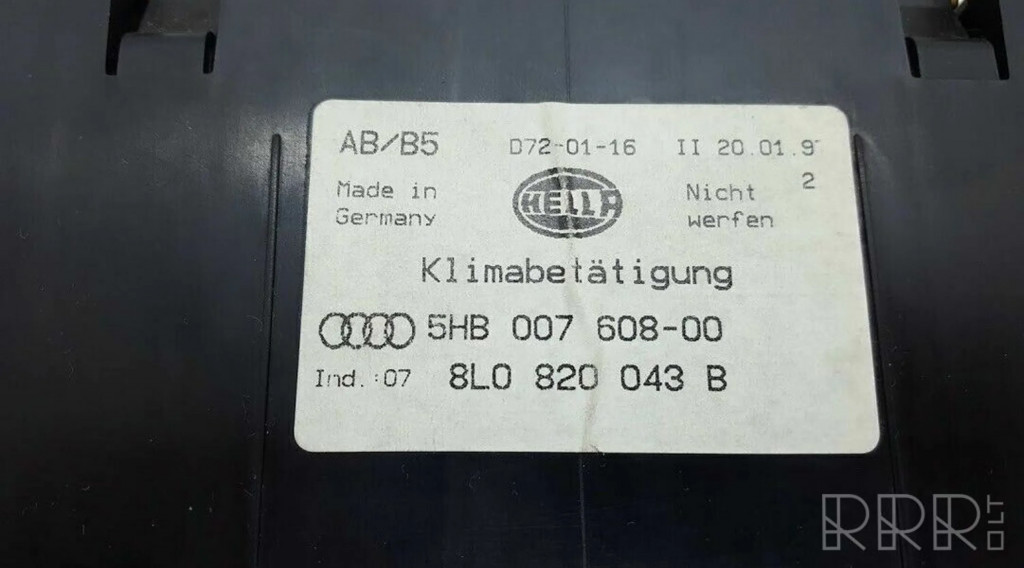 AB/B5 D72-01-16 II 20.01.9
2
Made in Germany
HELLA
Nicht werfen
Klimabetätigung
5HB 007 608-00
Ind.:07 8L0 820 043 B
RRR.LT